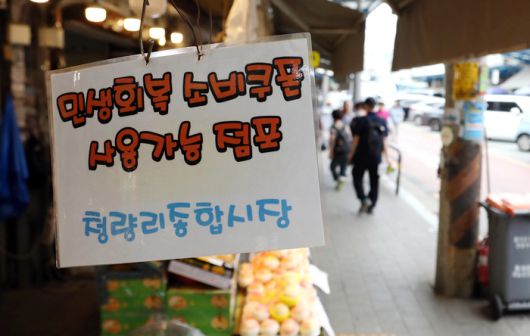 민생회복 소비쿠폰
사용가능 점포
청량리종합시장